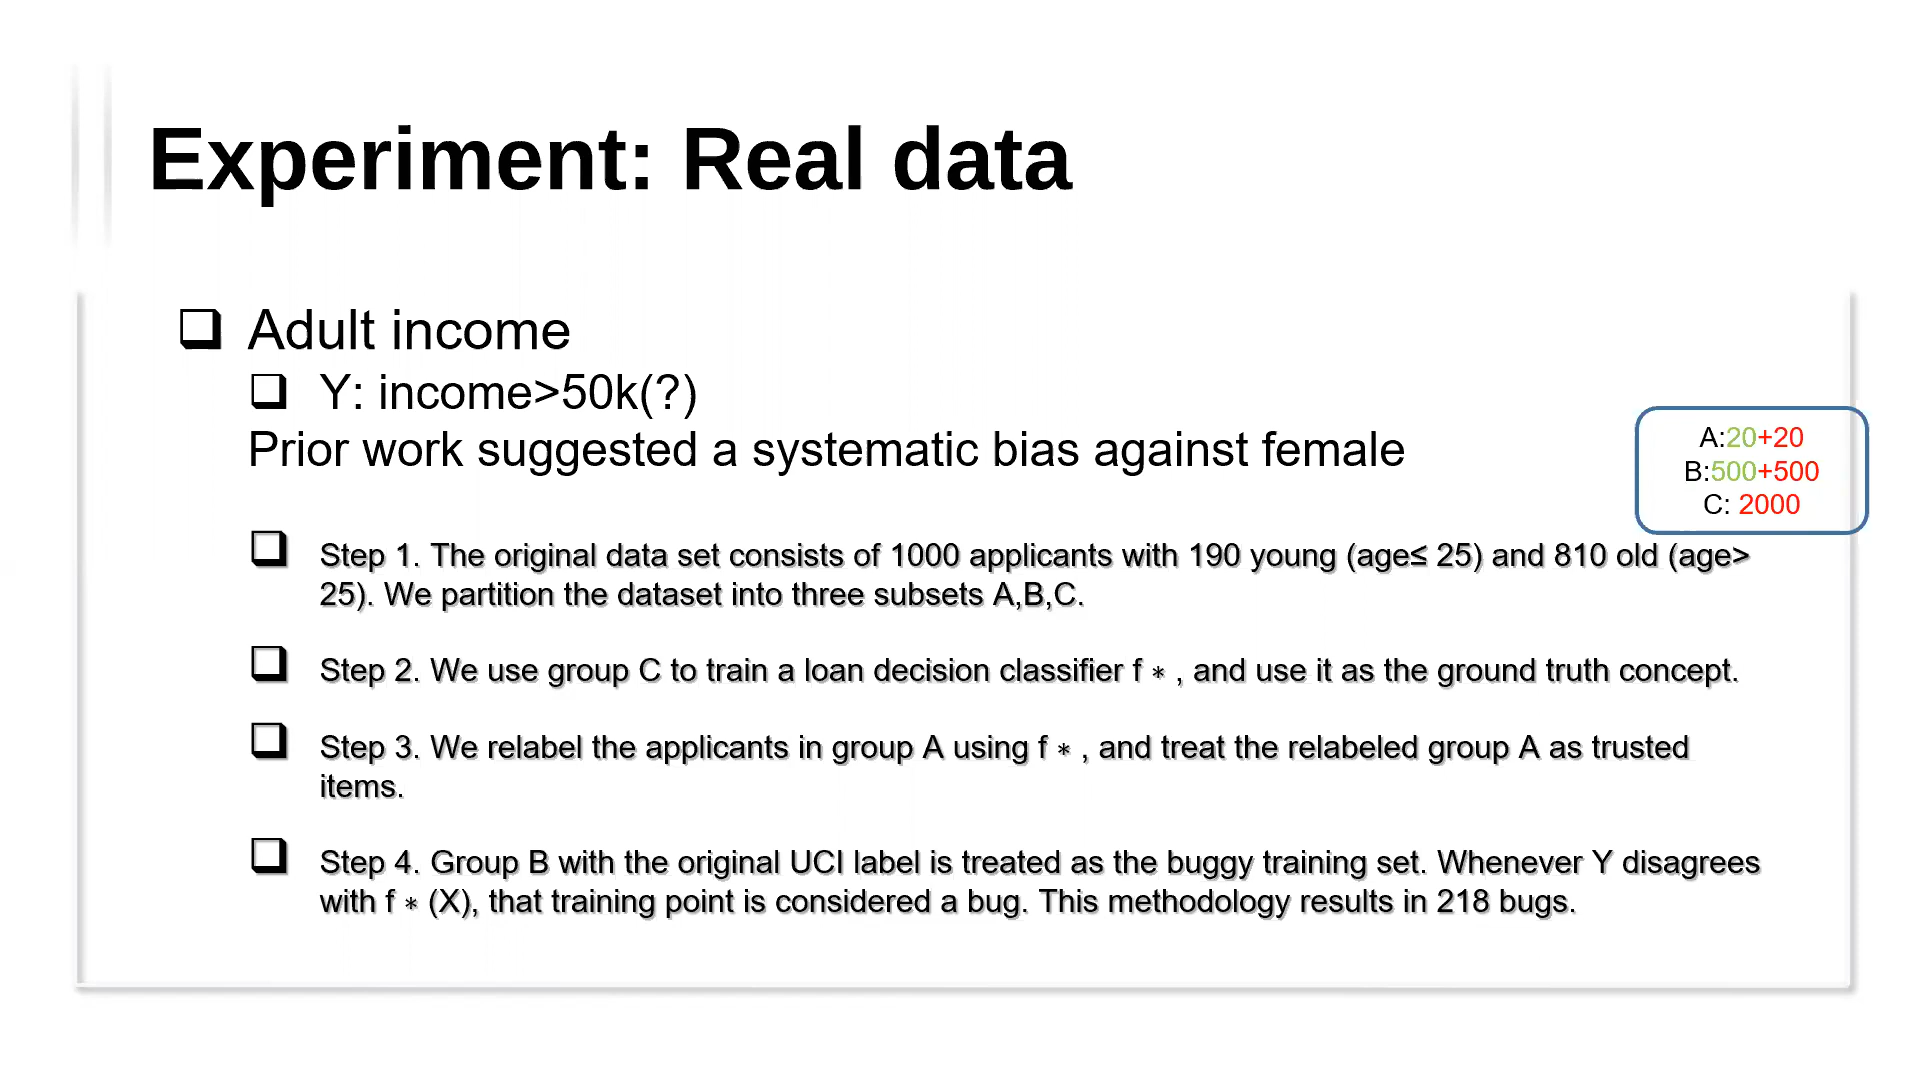 Experiment: Real data
Adult income
Y: income>50k(?)
Prior work suggested a systematic bias against female
A:20+20
B:500+500
C: 2000
Step 1. The original data set consists of 1000 applicants with 190 young (age≤ 25) and 810 old (age>
25). We partition the dataset into three subsets A,B,C.
Step 2. We use group C to train a loan decision classifier f ∗ , and use it as the ground truth concept.
Step 3. We relabel the applicants in group A using f ∗ , and treat the relabeled group A as trusted
items.
Step 4. Group B with the original UCI label is treated as the buggy training set. Whenever Y disagrees
with f ∗ (X), that training point is considered a bug. This methodology results in 218 bugs.